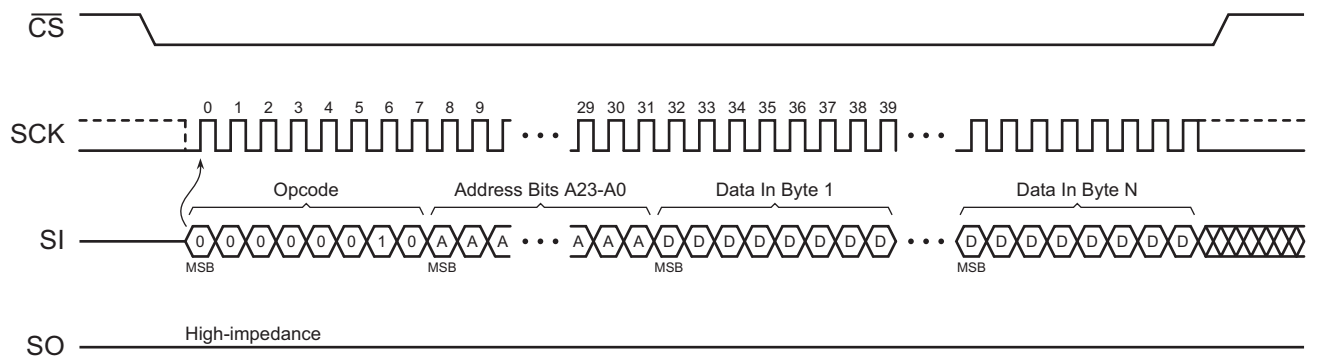 CS
SCK
0 1 2 3 4 5 6 7 8 9 29 30 31 32 33 34 35 36 37 38 39
Opcode Address Bits A23-A0 Data In Byte 1 Data In Byte N
SI
0 0 0 0 0 0 1 0 A A A A A A D D D D D D D D D D D D D D D D
MSB MSB MSB MSB
High-impedance
SO